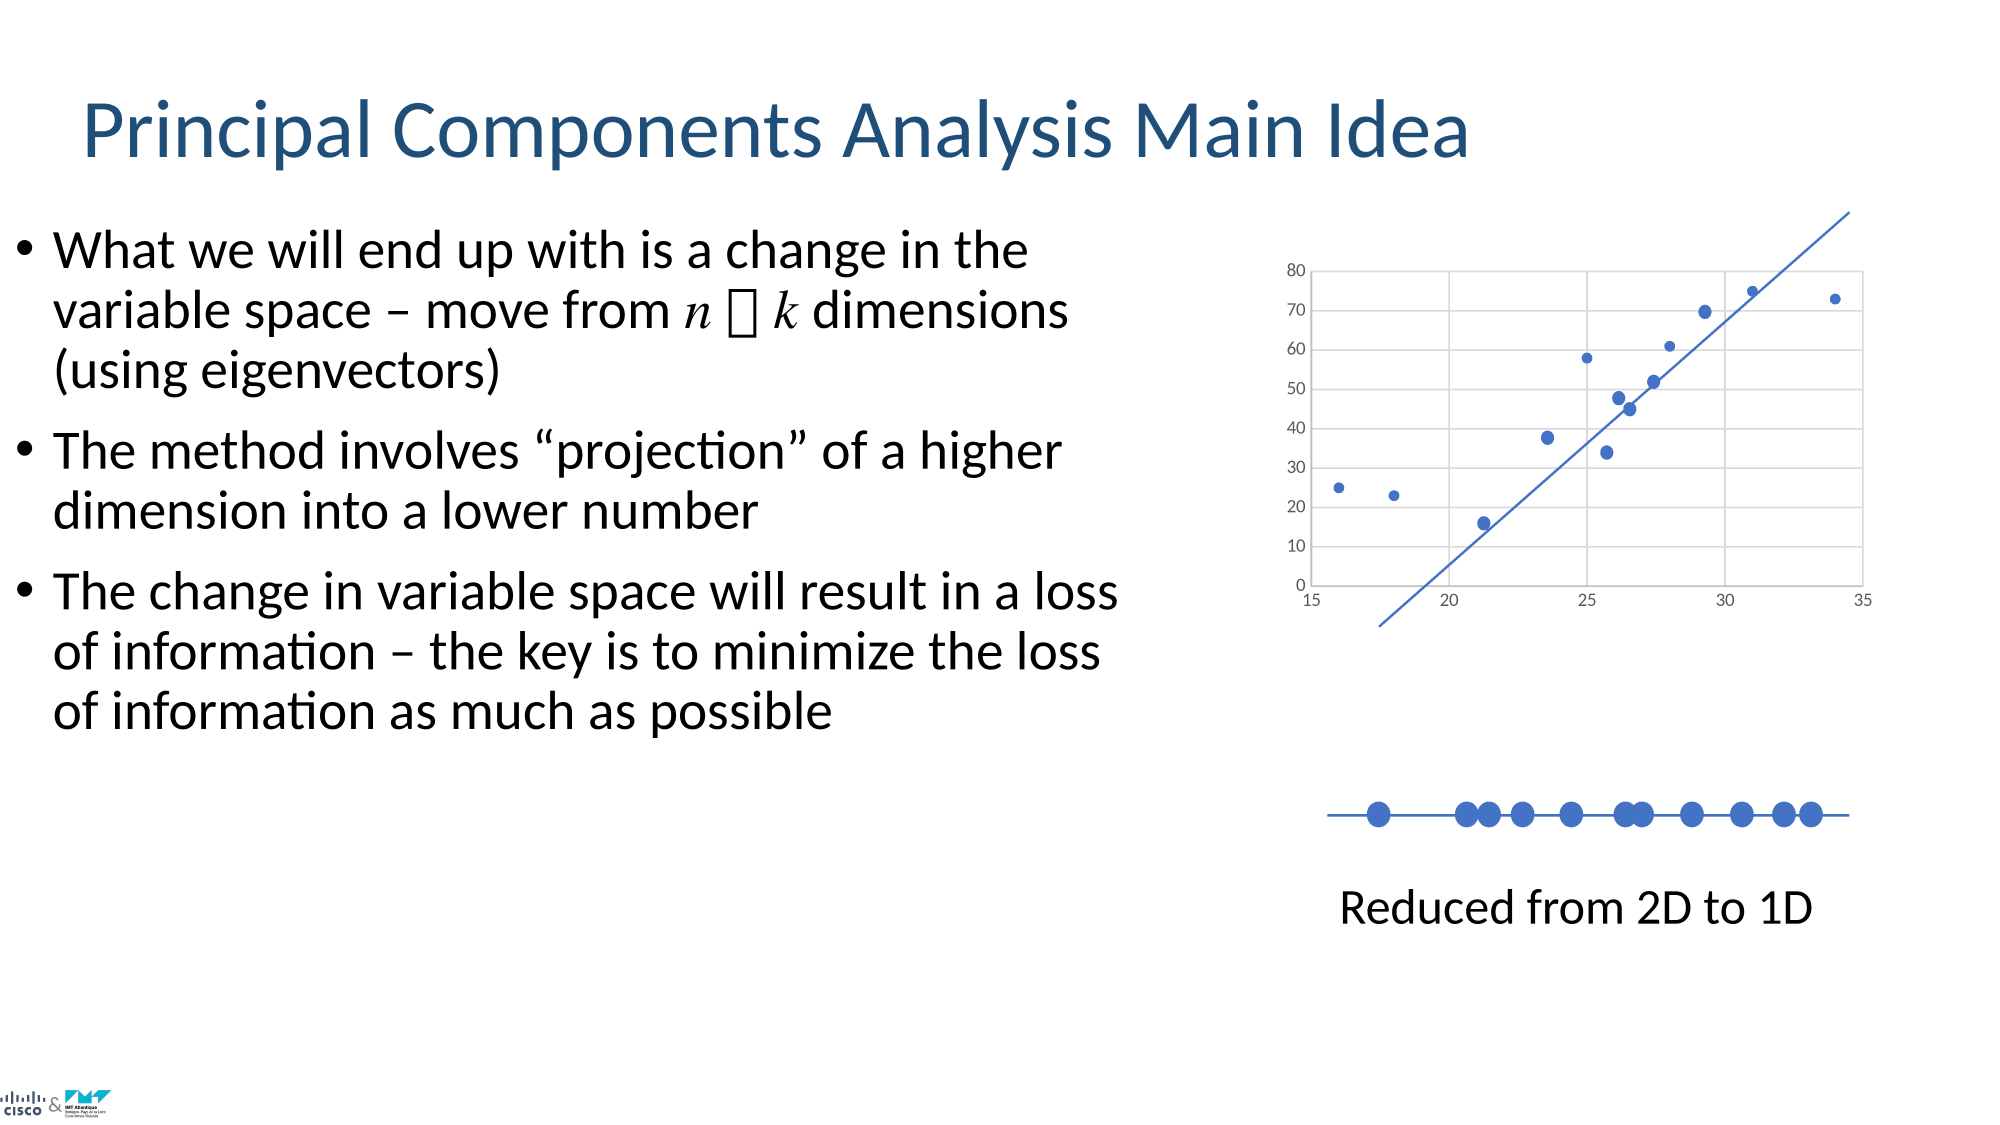 Principal Components Analysis Main Idea
• What we will end up with is a change in the
variable space – move from n  k dimensions
(using eigenvectors)
• The method involves “projection” of a higher
dimension into a lower number
• The change in variable space will result in a loss
of information – the key is to minimize the loss
of information as much as possible
80
70
60
50
40
30
20
10
0
15 20 25 30 35
Reduced from 2D to 1D
CISCO & IMT Atlantique